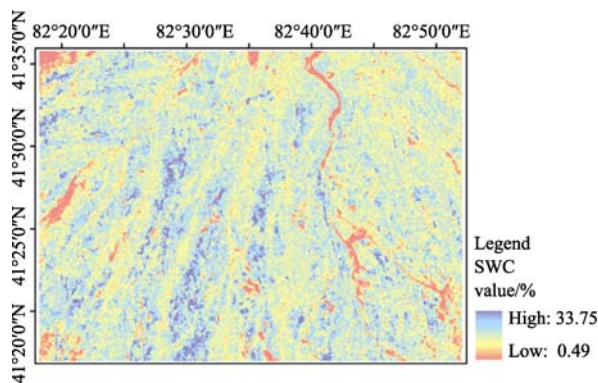 82°20′0″E 82°30′0″E 82°40′0″E 82°50′0″E
41°35′0″N
41°30′0″N
41°25′0″N
41°20′0″N
Legend
SWC
value/%
High: 33.75
Low: 0.49